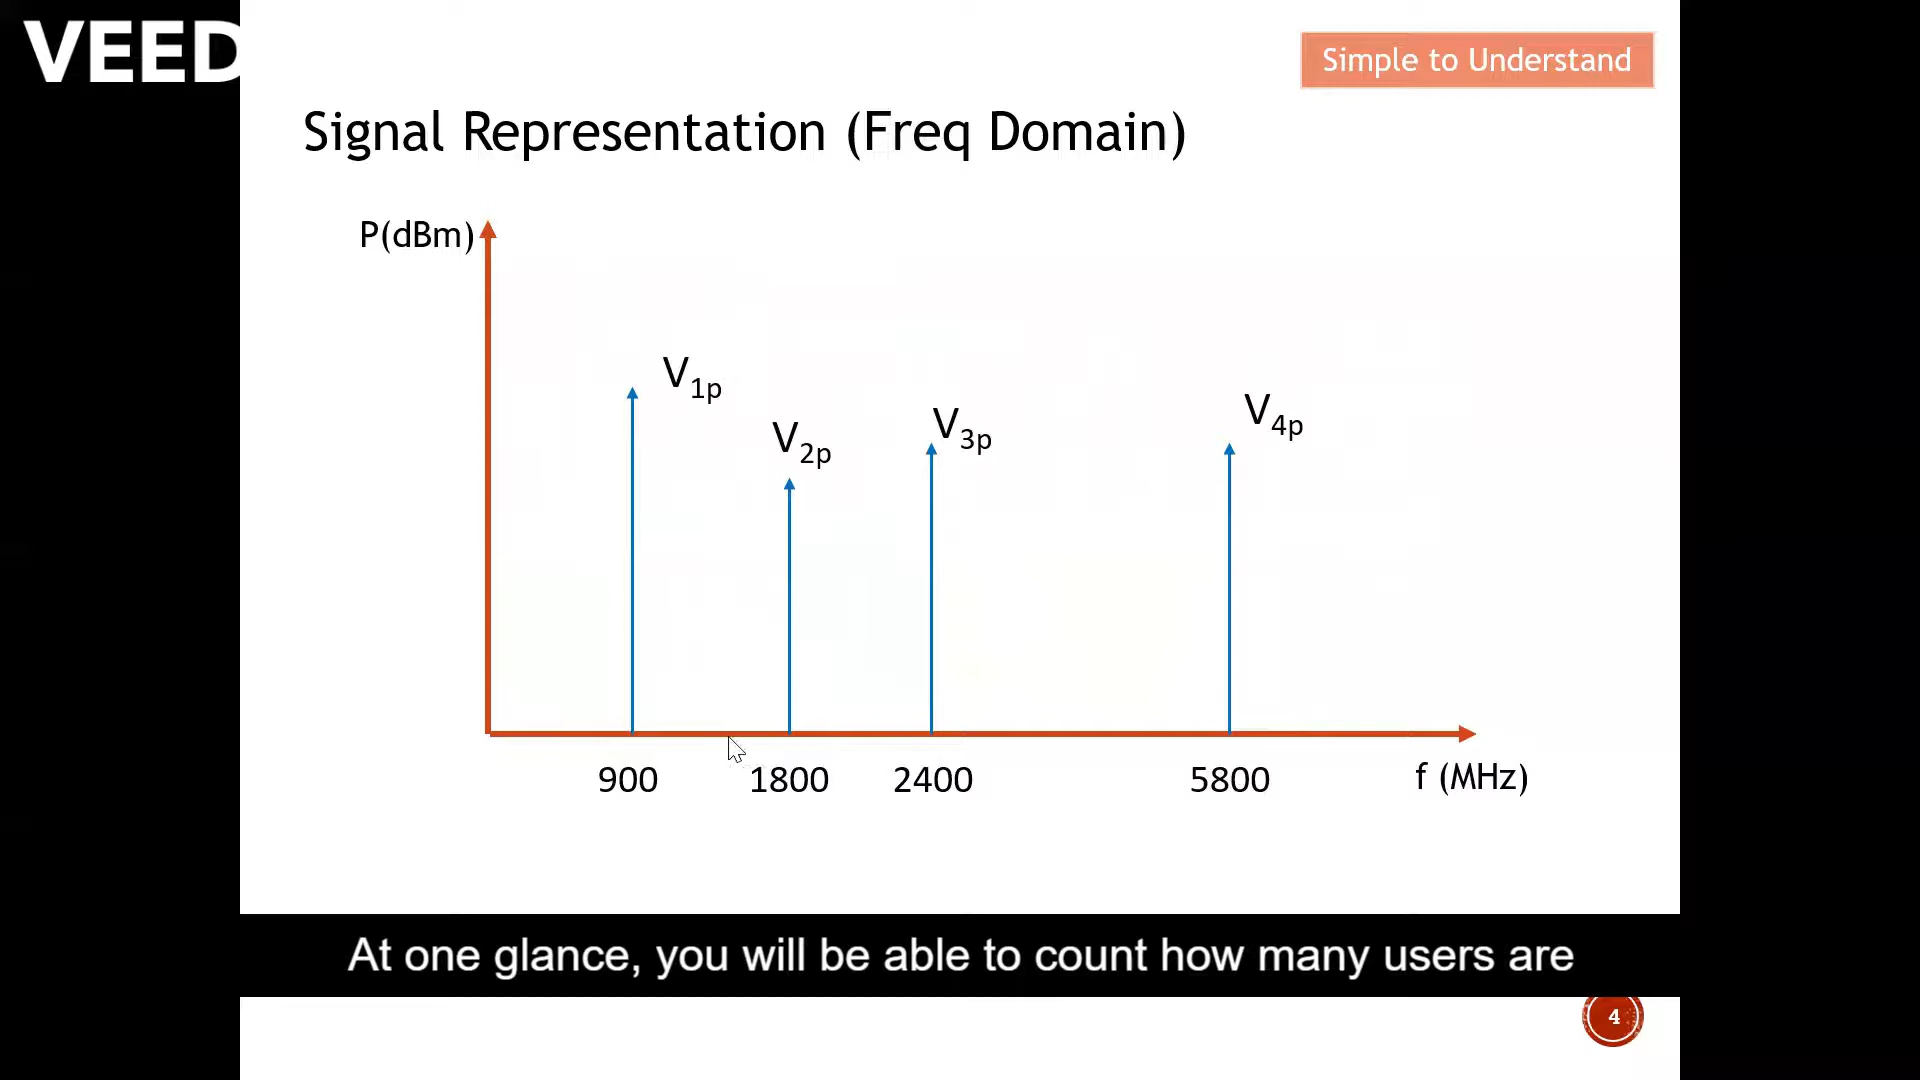 VEED
Simple to Understand
Signal Representation (Freq Domain)
P(dBm)
V1p
V2p
V3p
V4p
900
1800
2400
5800
f (MHz)
At one glance, you will be able to count how many users are
4